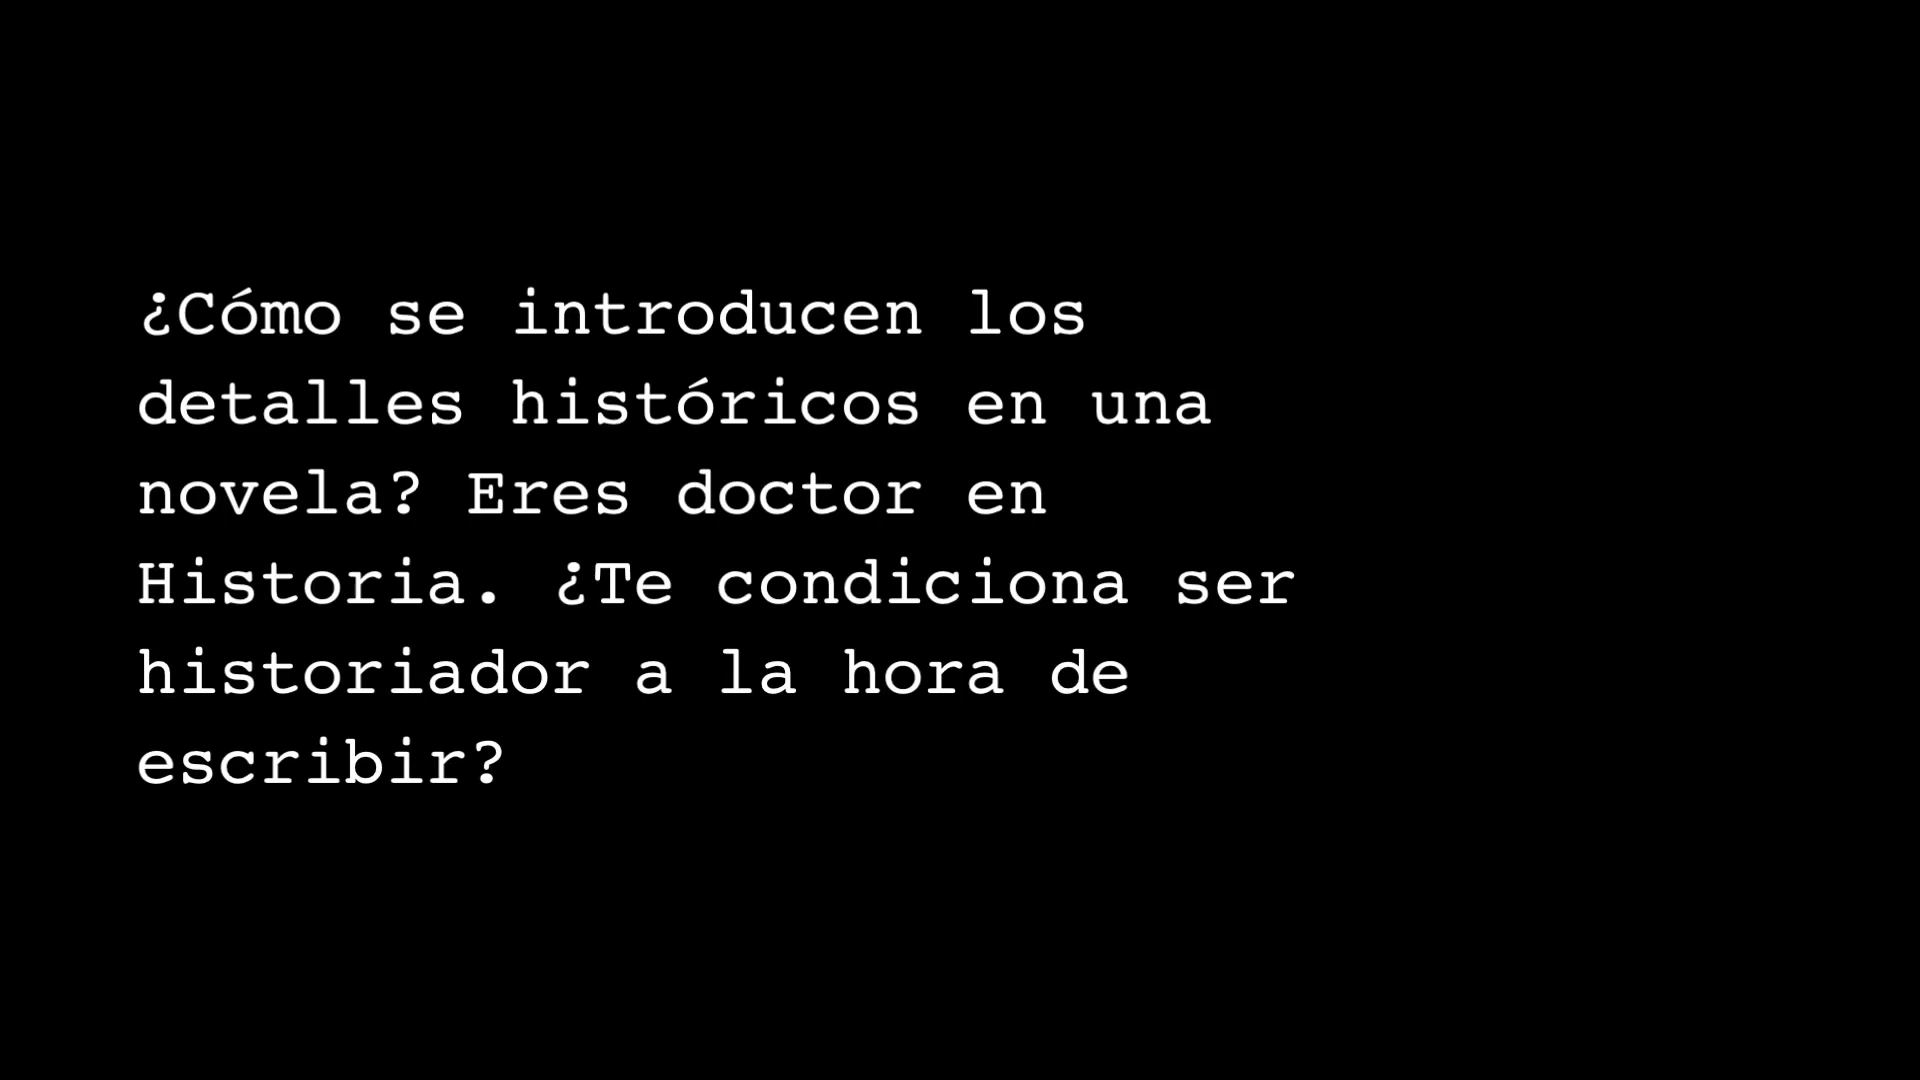 ¿Cómo se introducen los
detalles históricos en una
novela? Eres doctor en
Historia. ¿Te condiciona ser
historiador a la hora de
escribir?